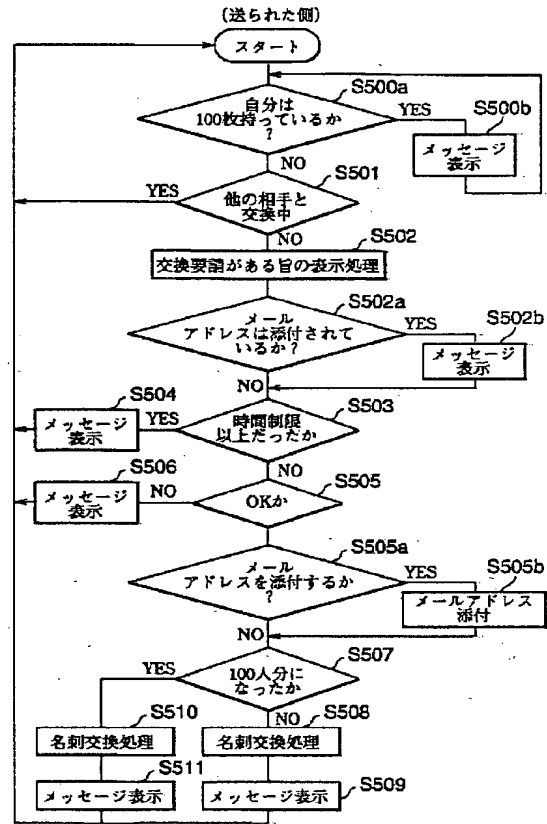 (送られた側)
スタート
S500a
自分は
100枚持っているか
?
YES
S500b
メッセージ
表示
NO
S501
YES
他の相手と
交換中
NO
S502
交換要請がある旨の表示処理
S502a
メール
アドレスは添付されて
いるか?
YES
S502b
メッセージ
表示
NO
S504
メッセージ
表示
YES
S503
時間制限
以上だったか
NO
S506
メッセージ
表示
NO
S505
OKか
S505a
メール
アドレスを添付するか
?
YES
S505b
メールアドレス
添付
NO
S507
YES
100人分に
なったか
NO
S510
名刺交換処理
S508
名刺交換処理
S511
メッセージ表示
メッセージ表示
S509